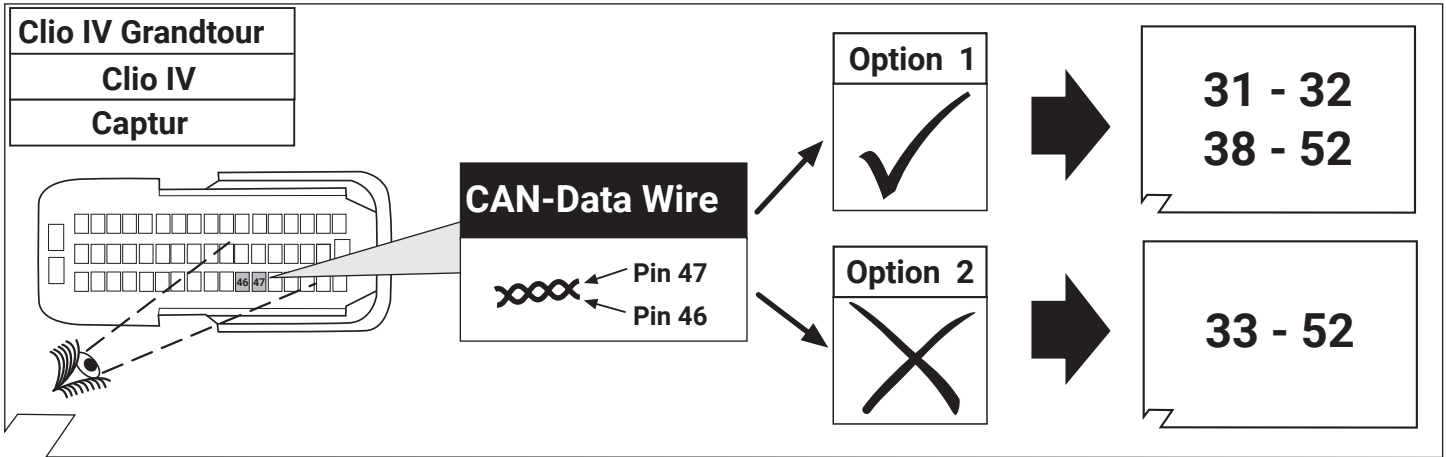 Clio IV Grandtour
Clio IV
Captur
46 47
CAN-Data Wire
Pin 47
Pin 46
Option 1
31 - 32
38 - 52
Option 2
33 - 52